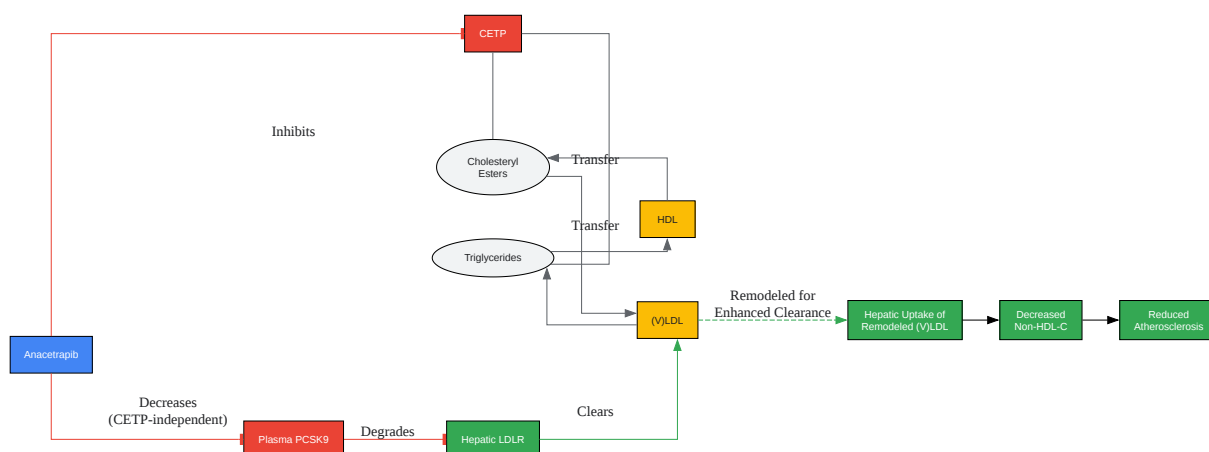 CETP
Inhibits
Cholesteryl
Esters
Transfer
HDL
Transfer
Triglycerides
Remodeled for
Enhanced Clearance
(V)LDL
Hepatic Uptake of
Remodeled (V)LDL
Decreased
Non-HDL-C
Reduced
Atherosclerosis
Anacetrapib
Decreases
(CETP-independent)
Clears
Plasma PCSK9
Degrades
Hepatic LDLR